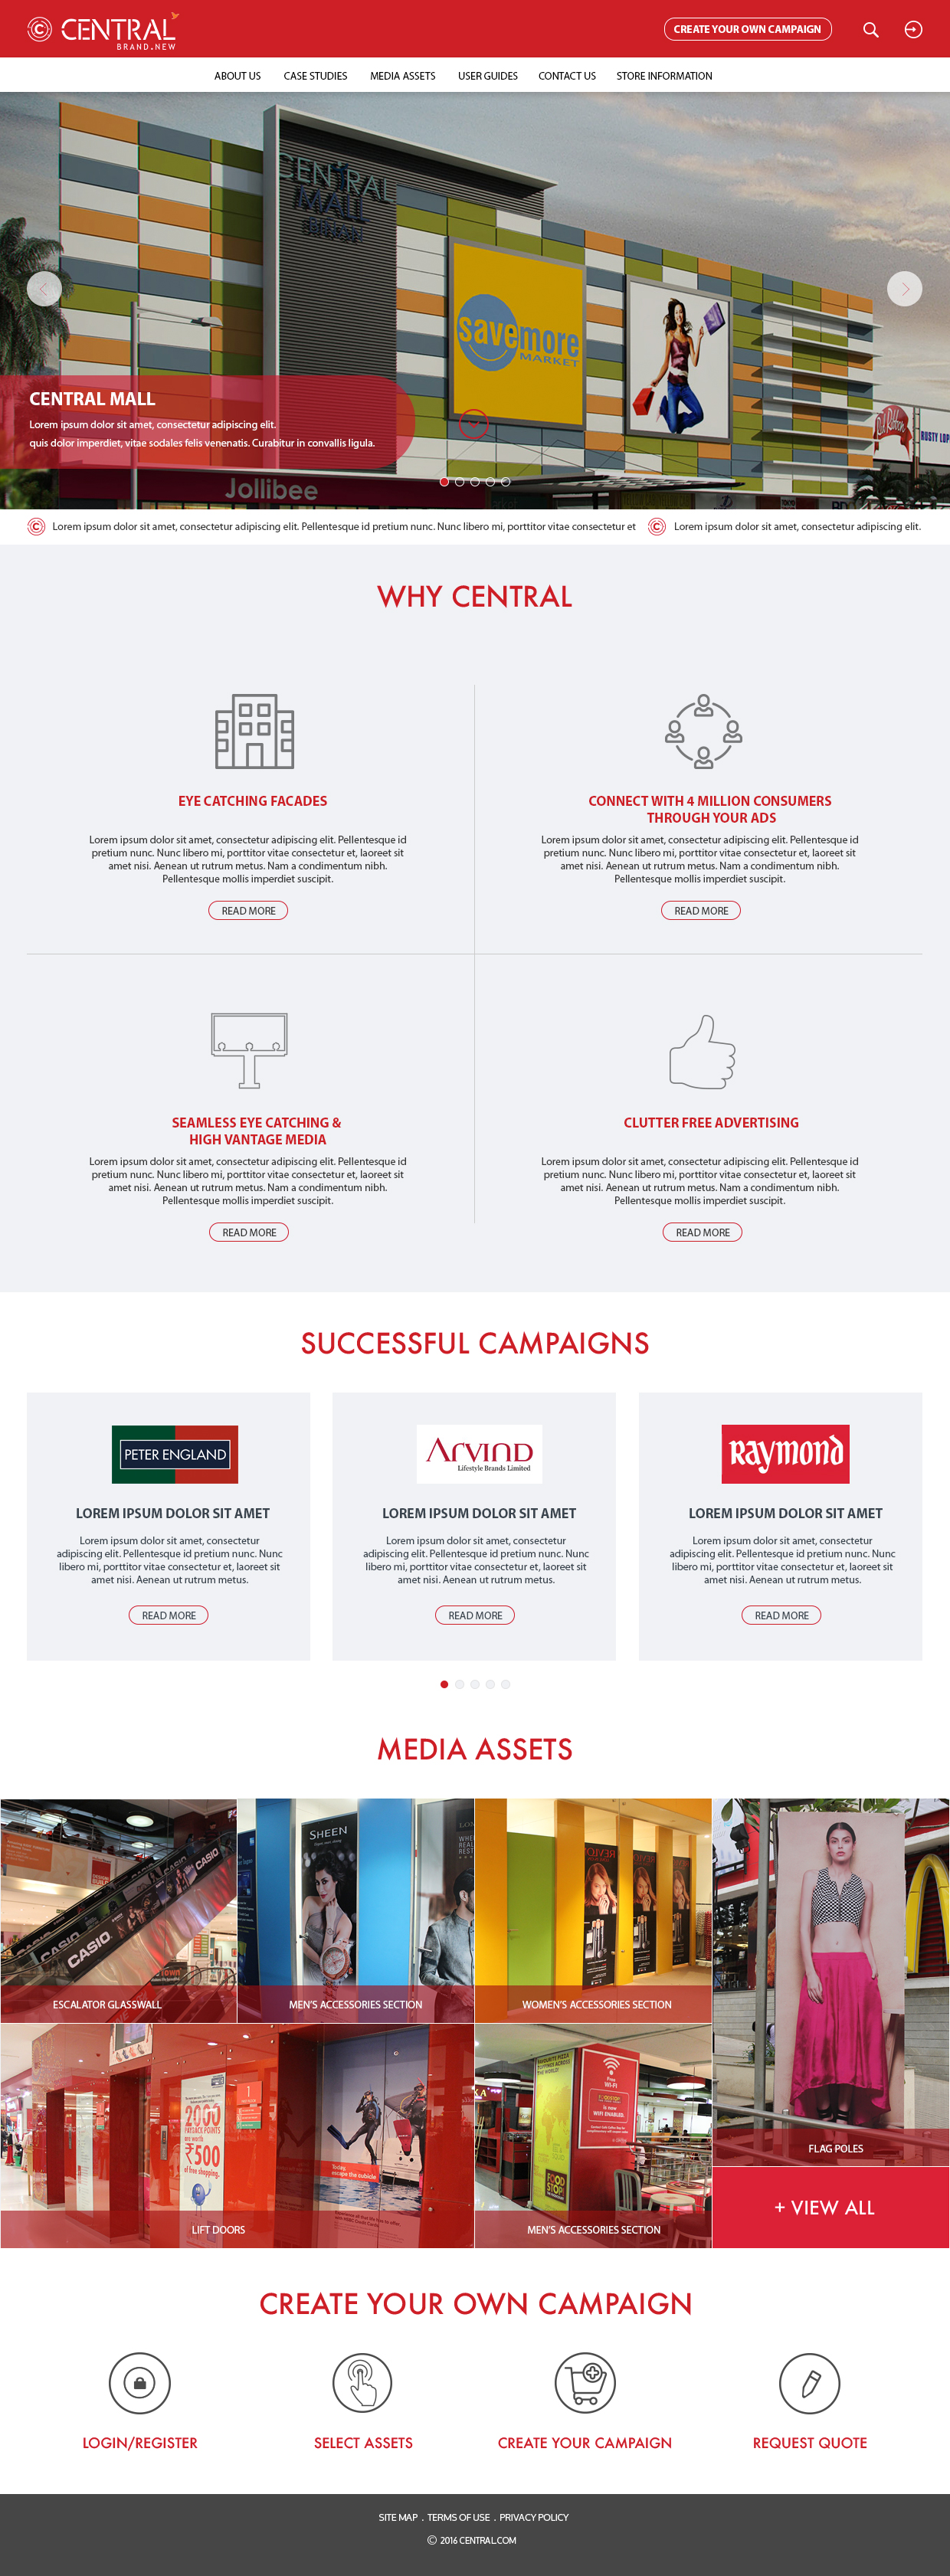 © CENTRAL
BRAND.NEW
CREATE YOUR OWN CAMPAIGN
ABOUT US
CASE STUDIES
MEDIA ASSETS
USER GUIDES
CONTACT US
STORE INFORMATION
CENTRAL
MALL
savemore
MARKET
CENTRAL MALL
Lorem ipsum dolor sit amet, consectetur adipiscing elit.
quis dolor imperdiet, vitae sodales felis venenatis. Curabitur in convallis ligula.
Jollibee
Lorem ipsum dolor sit amet, consectetur adipiscing elit. Pellentesque id pretium nunc. Nunc libero mi, porttitor vitae consectetur et
Lorem ipsum dolor sit amet, consectetur adipiscing elit.
WHY CENTRAL
EYE CATCHING FACADES
Lorem ipsum dolor sit amet, consectetur adipiscing elit. Pellentesque id
pretium nunc. Nunc libero mi, porttitor vitae consectetur et, laoreet sit
amet nisi. Aenean ut rutrum metus. Nam a condimentum nibh.
Pellentesque mollis imperdiet suscipit.
READ MORE
CONNECT WITH 4 MILLION CONSUMERS
THROUGH YOUR ADS
Lorem ipsum dolor sit amet, consectetur adipiscing elit. Pellentesque id
pretium nunc. Nunc libero mi, porttitor vitae consectetur et, laoreet sit
amet nisi. Aenean ut rutrum metus. Nam a condimentum nibh.
Pellentesque mollis imperdiet suscipit.
READ MORE
SEAMLESS EYE CATCHING &
HIGH VANTAGE MEDIA
Lorem ipsum dolor sit amet, consectetur adipiscing elit. Pellentesque id
pretium nunc. Nunc libero mi, porttitor vitae consectetur et, laoreet sit
amet nisi. Aenean ut rutrum metus. Nam a condimentum nibh.
Pellentesque mollis imperdiet suscipit.
READ MORE
CLUTTER FREE ADVERTISING
Lorem ipsum dolor sit amet, consectetur adipiscing elit. Pellentesque id
pretium nunc. Nunc libero mi, porttitor vitae consectetur et, laoreet sit
amet nisi. Aenean ut rutrum metus. Nam a condimentum nibh.
Pellentesque mollis imperdiet suscipit.
READ MORE
SUCCESSFUL CAMPAIGNS
PETER ENGLAND
LOREM IPSUM DOLOR SIT AMET
Lorem ipsum dolor sit amet, consectetur
adipiscing elit. Pellentesque id pretium nunc. Nunc
libero mi, porttitor vitae consectetur et, laoreet sit
amet nisi. Aenean ut rutrum metus.
READ MORE
ARVIND
Lifestyle Brands Limited
LOREM IPSUM DOLOR SIT AMET
Lorem ipsum dolor sit amet, consectetur
adipiscing elit. Pellentesque id pretium nunc. Nunc
libero mi, porttitor vitae consectetur et, laoreet sit
amet nisi. Aenean ut rutrum metus.
READ MORE
Raymond
LOREM IPSUM DOLOR SIT AMET
Lorem ipsum dolor sit amet, consectetur
adipiscing elit. Pellentesque id pretium nunc. Nunc
libero mi, porttitor vitae consectetur et, laoreet sit
amet nisi. Aenean ut rutrum metus.
READ MORE
MEDIA ASSETS
CASIO
CASIO
CASIO
ESCALATOR GLASSWALL
SHEEN
MEN'S ACCESSORIES SECTION
REVLON
WOMEN'S ACCESSORIES SECTION
FLAG POLES
2000
₹500
of free shopping.
1
Today,
escape the cubicle
LIFT DOORS
Free
Wi-Fi
is now
WIFI ENABLED
FOOD
STOP
MEN'S ACCESSORIES SECTION
+ VIEW ALL
CREATE YOUR OWN CAMPAIGN
LOGIN/REGISTER
SELECT ASSETS
CREATE YOUR CAMPAIGN
REQUEST QUOTE
SITE MAP . TERMS OF USE . PRIVACY POLICY
© 2016 CENTRAL.COM